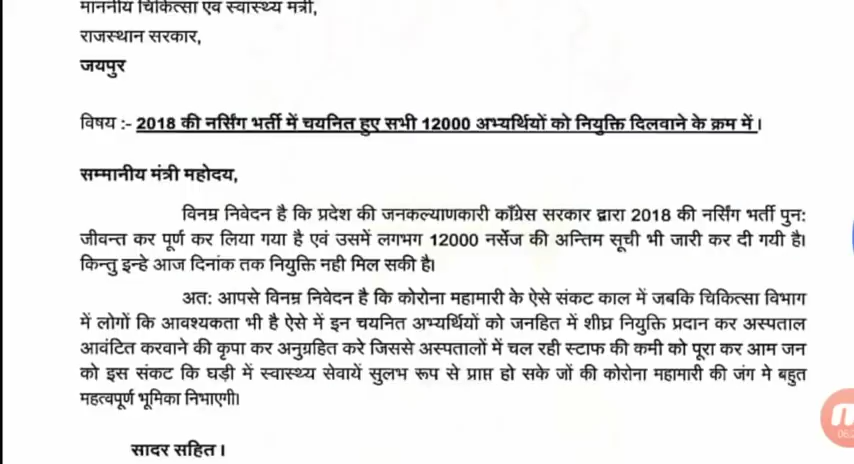 माननीय चिकित्सा एवं स्वास्थ्य मंत्री,
राजस्थान सरकार,
जयपुर
विषय :- 2018 की नर्सिंग भर्ती में चयनित हुए सभी 12000 अभ्यर्थियों को नियुक्ति दिलवाने के क्रम में।
सम्मानीय मंत्री महोदय,
विनम्र निवेदन है कि प्रदेश की जनकल्याणकारी काँग्रेस सरकार द्वारा 2018 की नर्सिंग भर्ती पुन:
जीवन्त कर पूर्ण कर लिया गया है एवं उसमें लगभग 12000 नर्सेज की अन्तिम सूची भी जारी कर दी गयी है।
किन्तु इन्हे आज दिनांक तक नियुक्ति नही मिल सकी है।
अत: आपसे विनम्र निवेदन है कि कोरोना महामारी के ऐसे संकट काल में जबकि चिकित्सा विभाग
में लोगों कि आवश्यकता भी है ऐसे में इन चयनित अभ्यर्थियों को जनहित में शीघ्र नियुक्ति प्रदान कर अस्पताल
आवंटित करवाने की कृपा कर अनुग्रहित करे जिससे अस्पतालों में चल रही स्टाफ की कमी को पूरा कर आम जन
को इस संकट कि घड़ी में स्वास्थ्य सेवायें सुलभ रूप से प्राप्त हो सके जों की कोरोना महामारी की जंग मे बहुत
महत्वपूर्ण भूमिका निभाएगी।
सादर सहित।